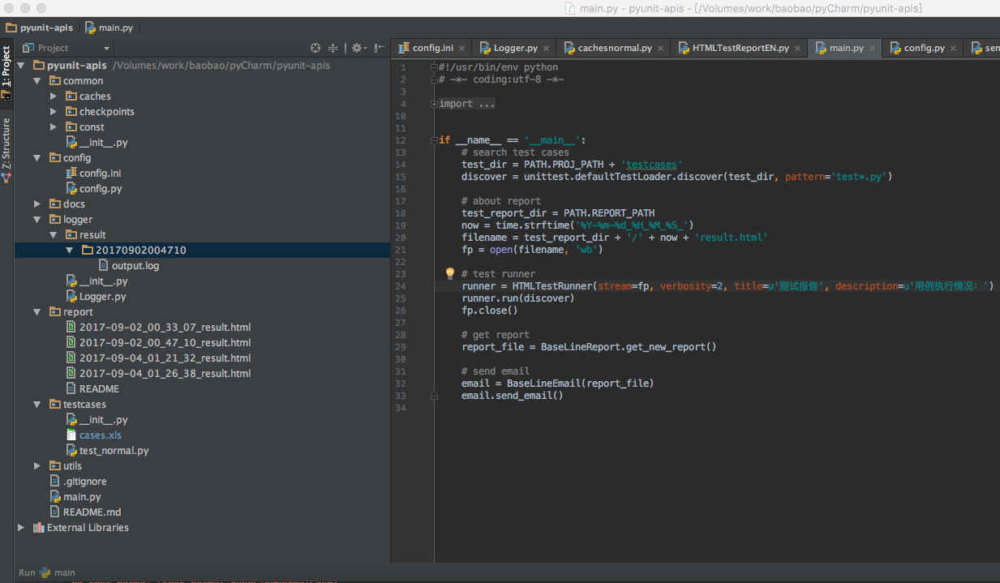 main.py - pyunit-apis - [/Volumes/work/baobao/pyCharm/pyunit-apis]
pyunit-apis main.py
Project
config.ini Logger.py cachesnormal.py HTMLTestReportEN.py main.py config.py sen
1: Project
Z: Structure
pyunit-apis /Volumes/work/baobao/pyCharm/pyunit-apis
common
caches
checkpoints
const
__init__.py
config
config.ini
config.py
docs
logger
result
20170902004710
output.log
__init__.py
Logger.py
report
2017-09-02_00_33_07_result.html
2017-09-02_00_47_10_result.html
2017-09-04_01_21_32_result.html
2017-09-04_01_26_38_result.html
README
testcases
__init__.py
cases.xls
test_normal.py
utils
.gitignore
main.py
README.md
External Libraries
1 #!/usr/bin/env python
2 # -*- coding:utf-8 -*-
3
4 import ...
10
11
12 if __name__ == '__main__':
13 # search test cases
14 test_dir = PATH.PROJ_PATH + 'testcases'
15 discover = unittest.defaultTestLoader.discover(test_dir, pattern='test*.py')
16
17 # about report
18 test_report_dir = PATH.REPORT_PATH
19 now = time.strftime('%Y-%m-%d_%H_%M_%S_')
20 filename = test_report_dir + '/' + now + 'result.html'
21 fp = open(filename, 'wb')
22
23 # test runner
24 runner = HTMLTestRunner(stream=fp, verbosity=2, title=u'测试报告', description=u'用例执行情况：')
25 runner.run(discover)
26 fp.close()
27
28 # get report
29 report_file = BaseLineReport.get_new_report()
30
31 # send email
32 email = BaseLineEmail(report_file)
33 email.send_email()
34
Run main